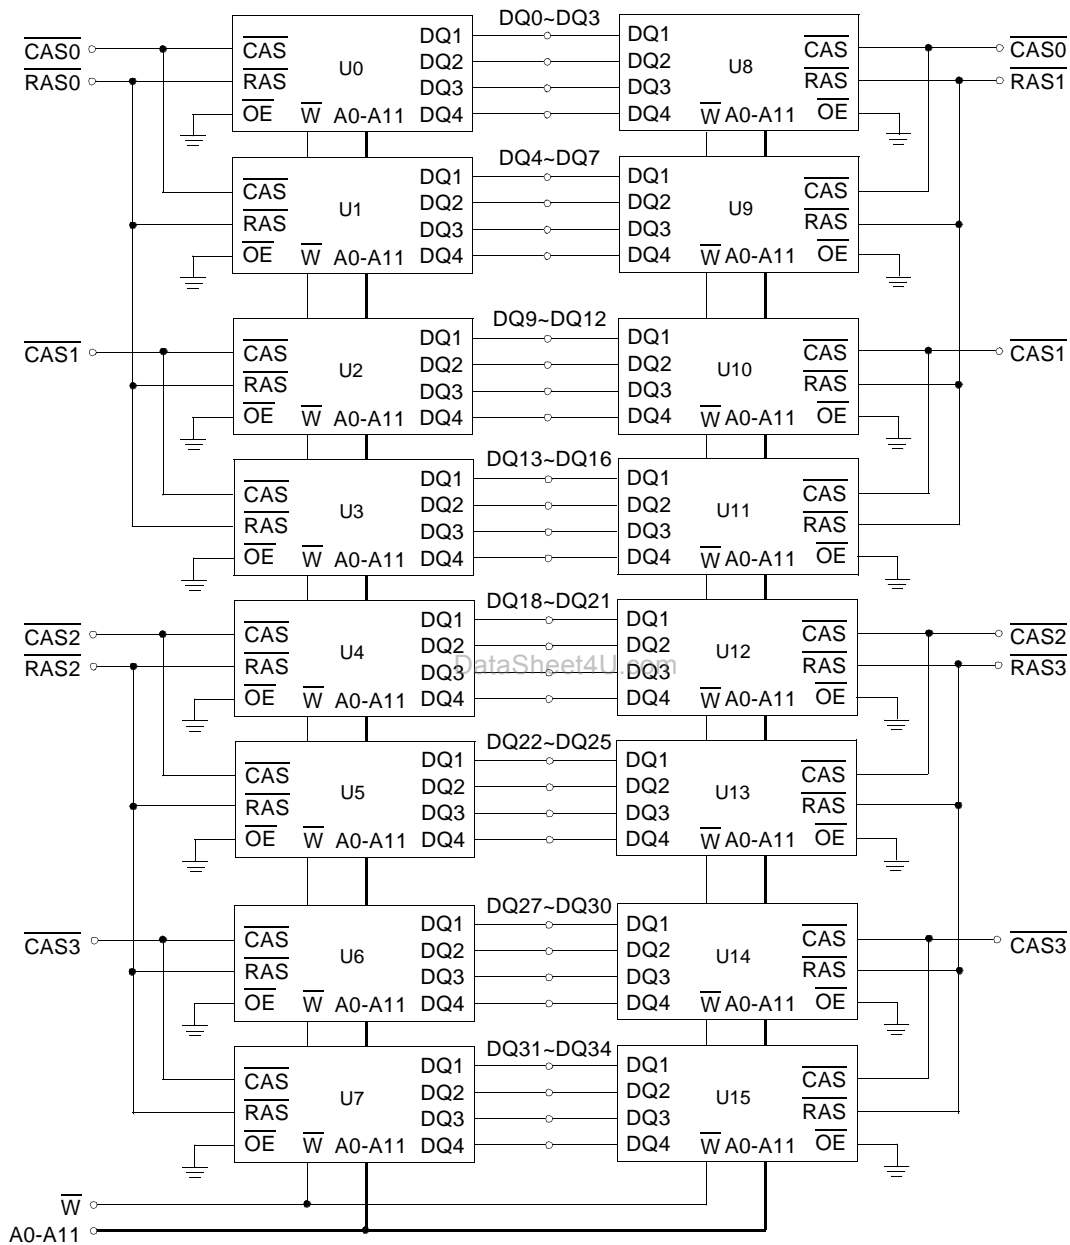 DQ0~DQ3
CAS0 CAS U0 DQ1 DQ1 U8 CAS CAS0
RAS0 RAS DQ2 DQ2 RAS RAS1
DQ3 DQ3
OE W A0-A11 DQ4 DQ4 W A0-A11 OE
DQ4~DQ7
CAS U1 DQ1 DQ1 U9 CAS
RAS DQ2 DQ2 RAS
DQ3 DQ3
OE W A0-A11 DQ4 DQ4 W A0-A11 OE
DQ9~DQ12
CAS1 CAS U2 DQ1 DQ1 U10 CAS CAS1
RAS DQ2 DQ2 RAS
DQ3 DQ3
OE W A0-A11 DQ4 DQ4 W A0-A11 OE
DQ13~DQ16
CAS U3 DQ1 DQ1 U11 CAS
RAS DQ2 DQ2 RAS
DQ3 DQ3
OE W A0-A11 DQ4 DQ4 W A0-A11 OE
DQ18~DQ21
CAS2 CAS U4 DQ1 DQ1 U12 CAS CAS2
RAS2 RAS DQ2 DQ2 RAS RAS3
DataSheet4U.com
DQ3 DQ3
OE W A0-A11 DQ4 DQ4 W A0-A11 OE
DQ22~DQ25
CAS U5 DQ1 DQ1 U13 CAS
RAS DQ2 DQ2 RAS
DQ3 DQ3
OE W A0-A11 DQ4 DQ4 W A0-A11 OE
DQ27~DQ30
CAS3 CAS U6 DQ1 DQ1 U14 CAS CAS3
RAS DQ2 DQ2 RAS
DQ3 DQ3
OE W A0-A11 DQ4 DQ4 W A0-A11 OE
DQ31~DQ34
CAS U7 DQ1 DQ1 U15 CAS
RAS DQ2 DQ2 RAS
DQ3 DQ3
OE W A0-A11 DQ4 DQ4 W A0-A11 OE
W
A0-A11